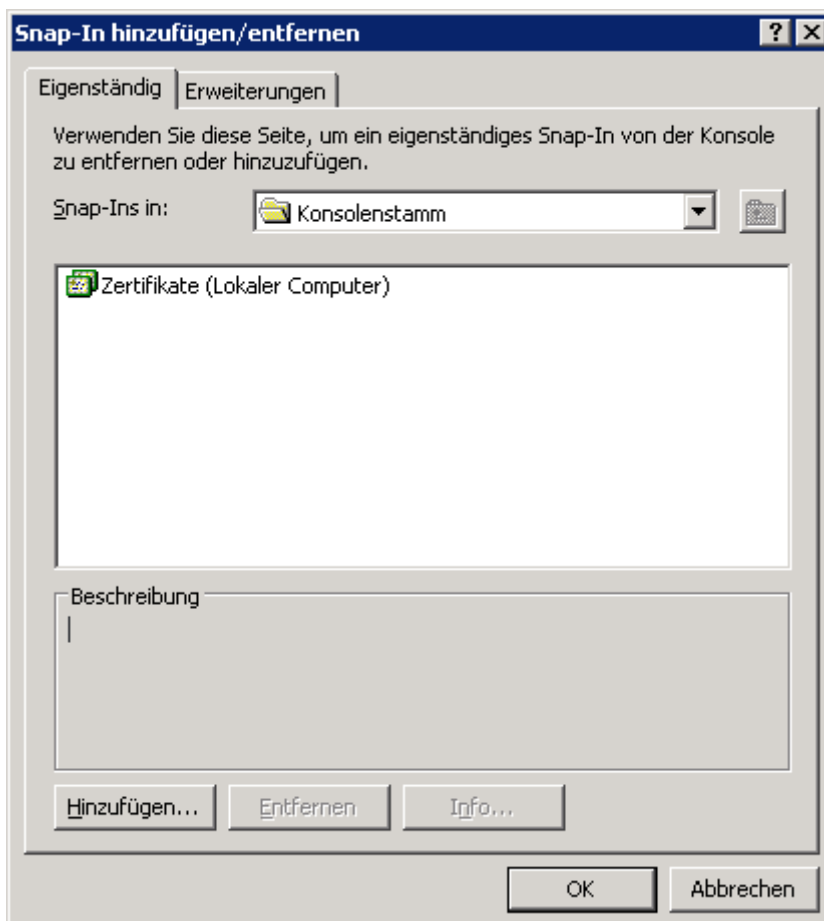 Snap-In hinzufügen/entfernen
Eigenständig
Erweiterungen
Verwenden Sie diese Seite, um ein eigenständiges Snap-In von der Konsole
zu entfernen oder hinzuzufügen.
Snap-Ins in:
Konsolenstamm
Zertifikate (Lokaler Computer)
Beschreibung
Hinzufügen...
Entfernen
Info...
OK
Abbrechen